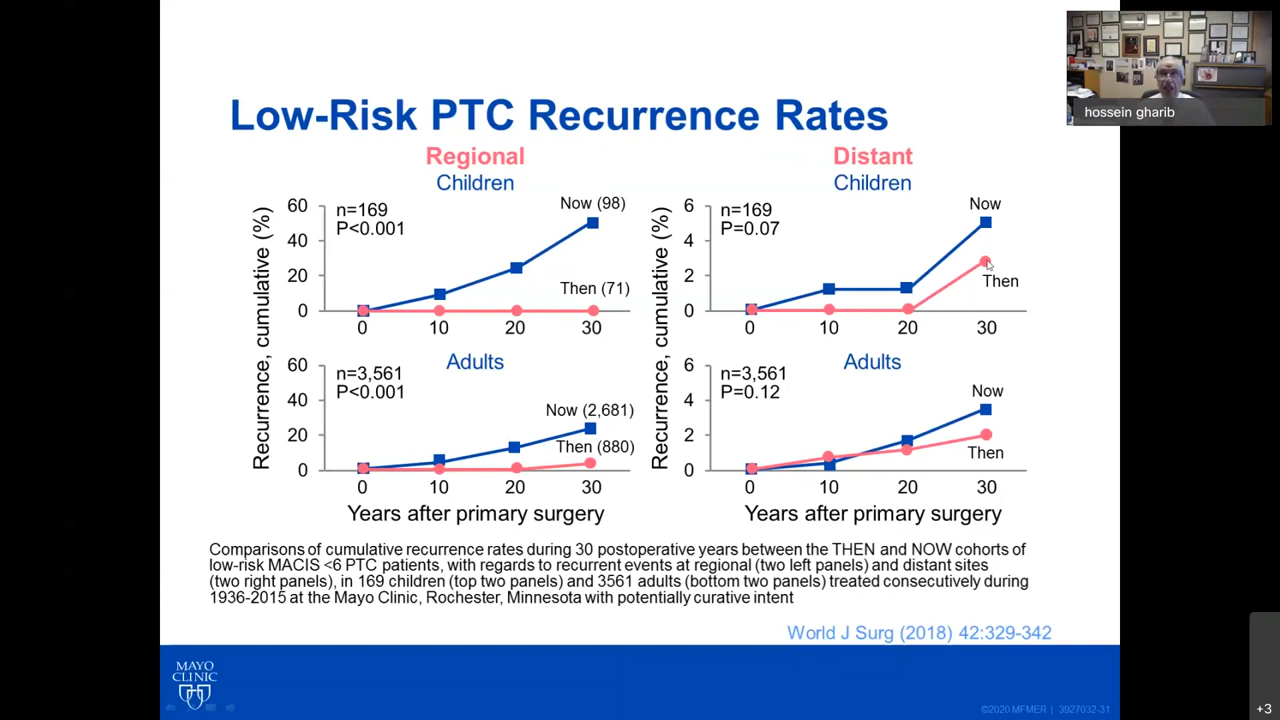 hossein gharib
Low-Risk PTC Recurrence Rates
Regional
Children
Recurrence, cumulative (%)
60
40
20
0
n=169
P<0.001
Now (98)
Then (71)
0 10 20 30
Adults
60
40
20
0
n=3,561
P<0.001
Now (2,681)
Then (880)
0 10 20 30
Years after primary surgery
Distant
Children
Recurrence, cumulative (%)
6
4
2
0
n=169
P=0.07
Now
Then
0 10 20 30
Adults
6
4
2
0
n=3,561
P=0.12
Now
Then
0 10 20 30
Years after primary surgery
Comparisons of cumulative recurrence rates during 30 postoperative years between the THEN and NOW cohorts of
low-risk MACIS <6 PTC patients, with regards to recurrent events at regional (two left panels) and distant sites
(two right panels), in 169 children (top two panels) and 3561 adults (bottom two panels) treated consecutively during
1936-2015 at the Mayo Clinic, Rochester, Minnesota with potentially curative intent
World J Surg (2018) 42:329-342
MAYO
CLINIC
©2020 MFMER | 3927032-31
+3